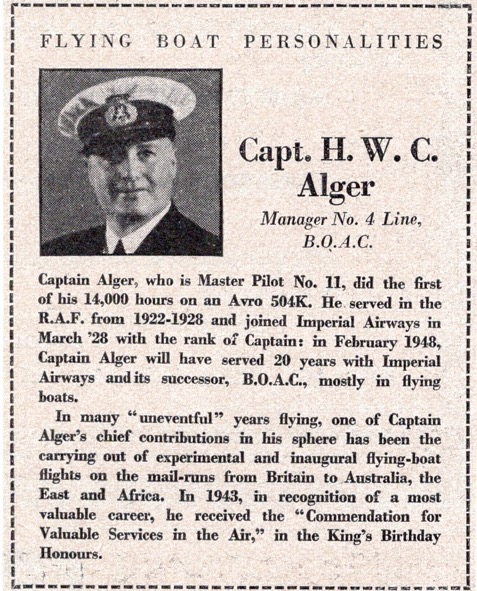 FLYING BOAT PERSONALITIES
Capt. H. W. C.
Alger
Manager No. 4 Line,
B.O.A.C.
Captain Alger, who is Master Pilot No. 11, did the first
of his 14,000 hours on an Avro 504K. He served in the
R.A.F. from 1922-1928 and joined Imperial Airways in
March '28 with the rank of Captain: in February 1948,
Captain Alger will have served 20 years with Imperial
Airways and its successor, B.O.A.C., mostly in flying
boats.
In many "uneventful" years flying, one of Captain
Alger's chief contributions in his sphere has been the
carrying out of experimental and inaugural flying-boat
flights on the mail-runs from Britain to Australia, the
East and Africa. In 1943, in recognition of a most
valuable career, he received the "Commendation for
Valuable Services in the Air," in the King's Birthday
Honours.